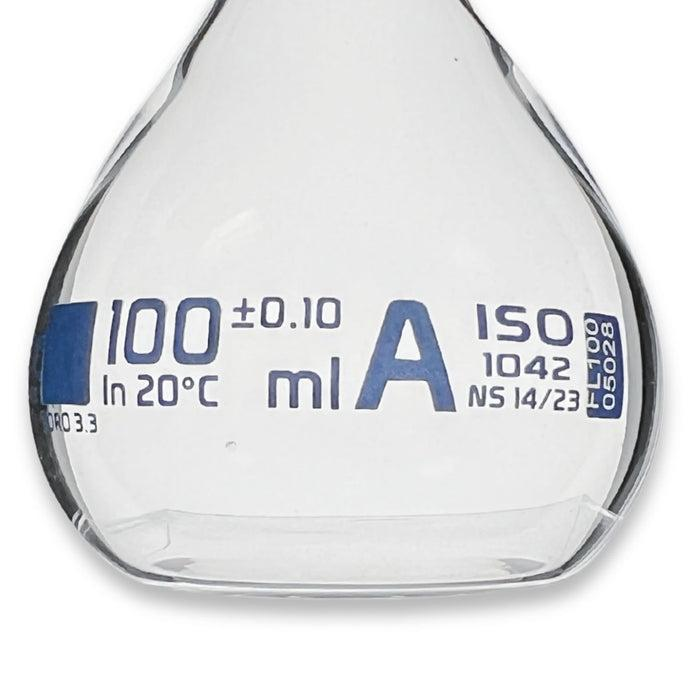 100 ±0.10
In 20°C ml
A
ISO
1042
NS 14/23
FL100
05028
ORO 3.3